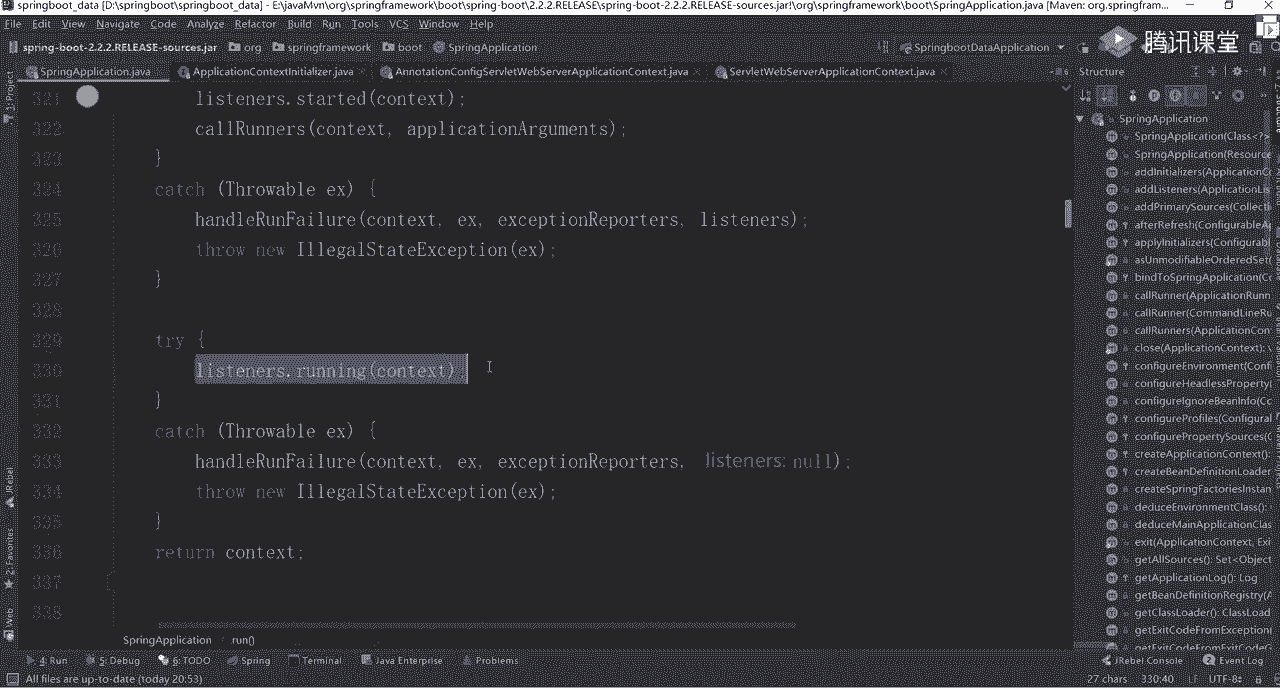 springboot_data [D:\springboot\springboot_data] - E:\javaMvn\org\springframework\boot\spring-boot\2.2.2.RELEASE\spring-boot-2.2.2.RELEASE-sources.jar!\org\springframework\boot\SpringApplication.java [Maven: org.springfram...
File Edit View Navigate Code Analyze Refactor Build Run Tools VCS Window Help
spring-boot-2.2.2.RELEASE-sources.jar org springframework boot SpringApplication SpringbootDataApplication
腾讯课堂
SpringApplication.java ApplicationContextInitializer.java AnnotationConfigServletWebServerApplicationContext.java ServletWebServerApplicationContext.java
Structure
1: Project
321 listeners.started(context);
322 callRunners(context, applicationArguments);
323 }
324 catch (Throwable ex) {
325 handleRunFailure(context, ex, exceptionReporters, listeners);
326 throw new IllegalStateException(ex);
327 }
328
329 try {
330 listeners.running(context)
331 }
332 catch (Throwable ex) {
333 handleRunFailure(context, ex, exceptionReporters, listeners: null);
334 throw new IllegalStateException(ex);
335 }
336 return context;
337
338
SpringApplication
SpringApplication(Class<?>
SpringApplication(Resource
addInitializers(ApplicationC
addListeners(ApplicationLis
addPrimarySources(Collecti
afterRefresh(ConfigurableAp
applyInitializers(Configurabl
asUnmodifiableOrderedSet(
bindToSpringApplication(Co
callRunner(ApplicationRunn
callRunner(CommandLineRu
callRunners(ApplicationCon
close(ApplicationContext): v
configureEnvironment(Confi
configureHeadlessProperty(
configureIgnoreBeanInfo(Co
configureProfiles(Configural
configurePropertySources(C
createApplicationContext():
createBeanDefinitionLoader
createSpringFactoriesInstan
deduceEnvironmentClass():
deduceMainApplicationClas
exit(ApplicationContext, Exi
getAllSources(): Set<Object
getApplicationLog(): Log
getBeanDefinitionRegistry(A
getClassLoader(): ClassLoad
getExitCodeFromException(
getExitCodeFromExitCodeG
JRebel
2: Favorites
Web
SpringApplication run()
4: Run 5: Debug 6: TODO Spring Terminal Java Enterprise Problems JRebel Console Event Log
All files are up-to-date (today 20:53) 27 chars 330:40 LF UTF-8